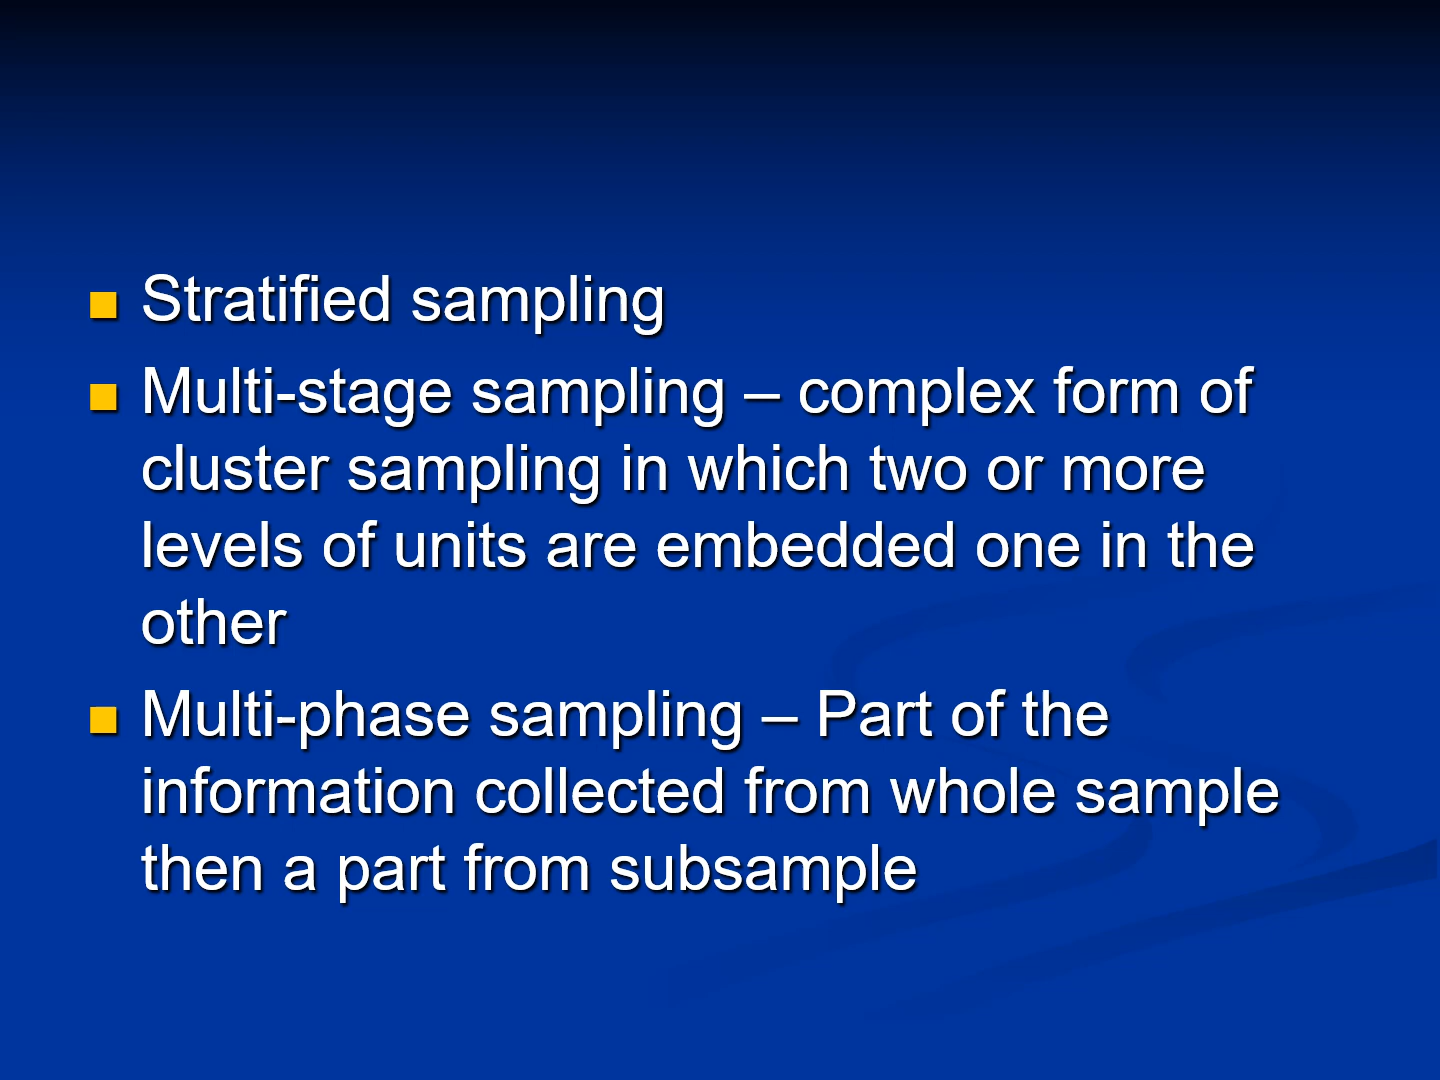 Stratified sampling
Multi-stage sampling – complex form of
cluster sampling in which two or more
levels of units are embedded one in the
other
Multi-phase sampling – Part of the
information collected from whole sample
then a part from subsample